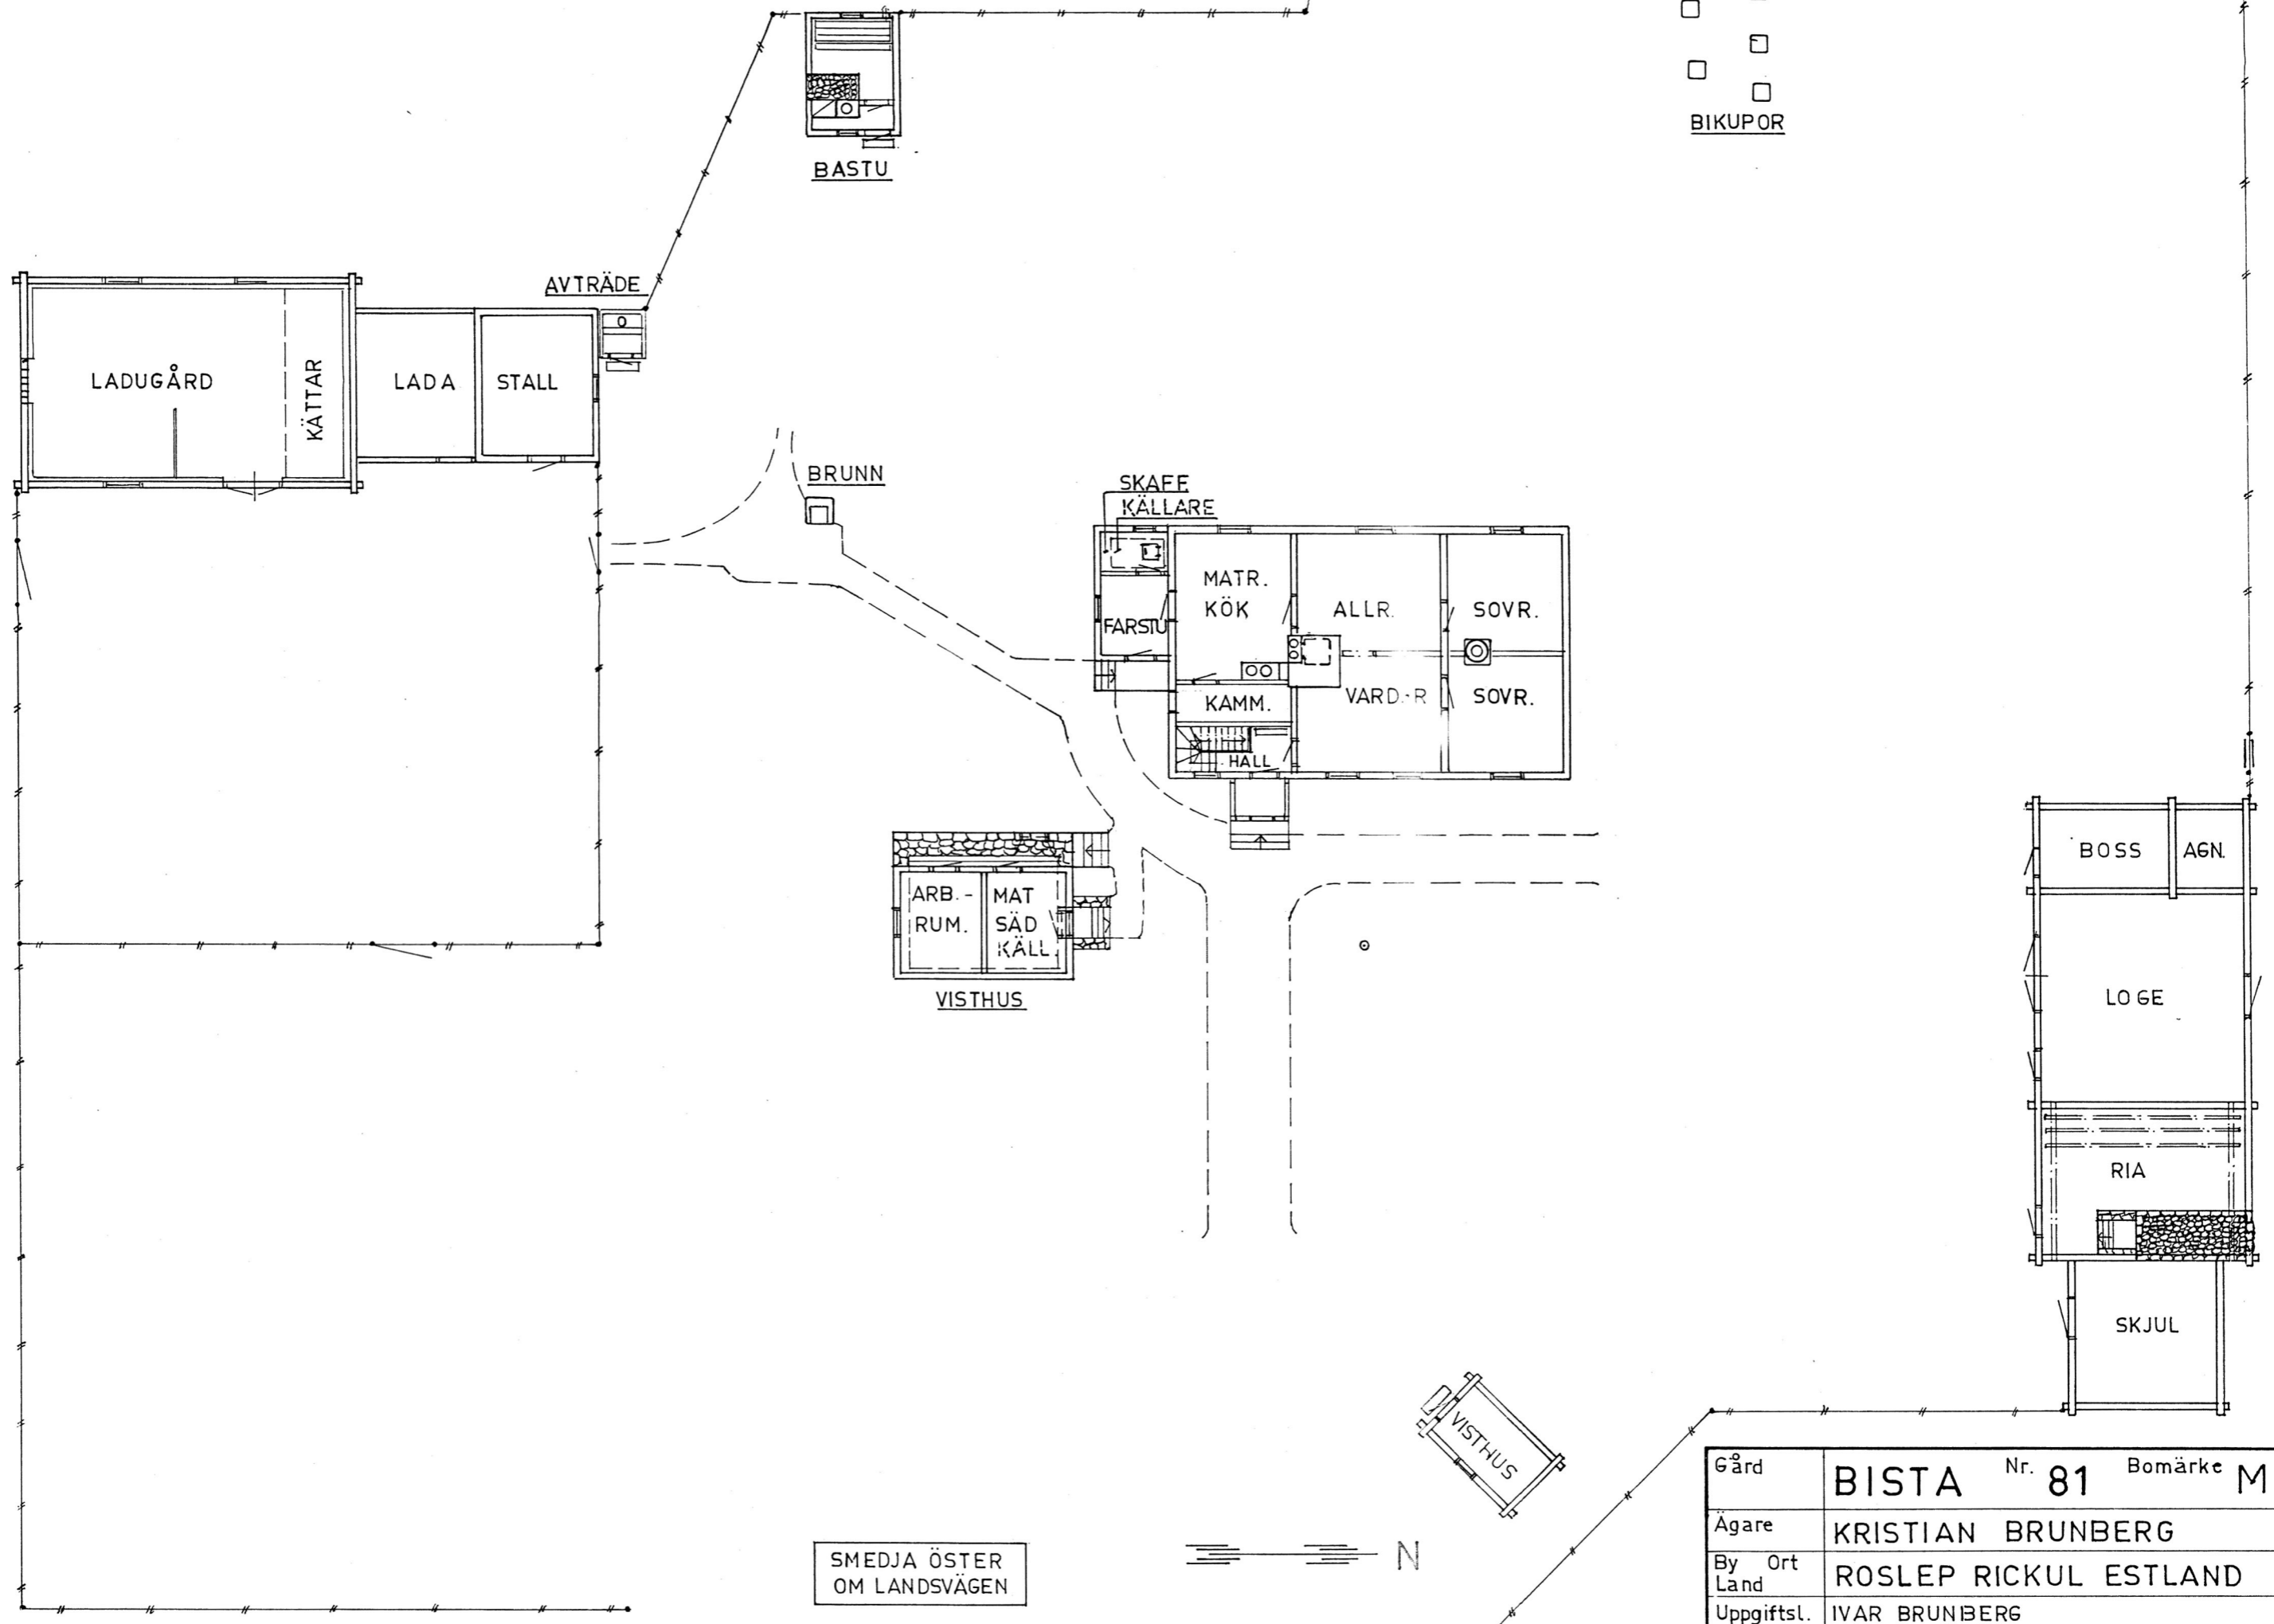 BIKUPOR
BASTU
AVTRÄDE
LADUGÅRD
KÄTTAR
LADA
STALL
BRUNN
SKAFF
KÄLLARE
MATR.
KÖK
ALLR.
SOVR.
FARSTU
KAMM.
VARD.-R
SOVR.
HALL
BOSS
AGN.
ARB.-
RUM.
MAT
SÄD
KÄLL.
VISTHUS
LOGE
RIA
SKJUL
VISTHUS
SMEDJA ÖSTER
OM LANDSVÄGEN
N
Gård BISTA Nr. 81 Bomärke M
Ägare KRISTIAN BRUNBERG
By Ort
Land ROSLEP RICKUL ESTLAND
Uppgiftsl. IVAR BRUNBERG